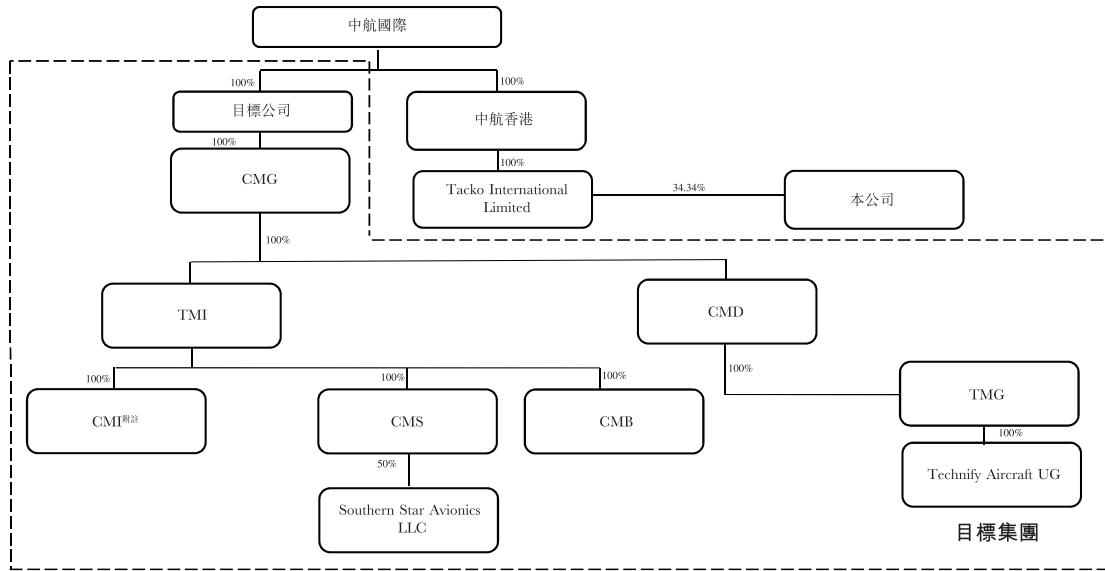 中航國際
100%
100%
目標公司
中航香港
100%
100%
CMG
Tacko International
Limited
34.34%
本公司
100%
TMI
CMD
100%
100%
100%
100%
CMI附註
CMS
CMB
TMG
50%
100%
Southern Star Avionics
LLC
Technify Aircraft UG
目標集團